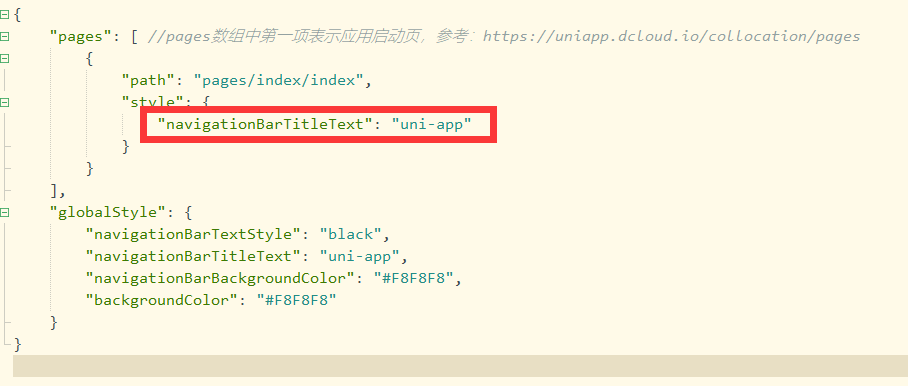 {
"pages": [ //pages数组中第一项表示应用启动页，参考：https://uniapp.dcloud.io/collocation/pages
{
"path": "pages/index/index",
"style": {
"navigationBarTitleText": "uni-app"
}
}
],
"globalStyle": {
"navigationBarTextStyle": "black",
"navigationBarTitleText": "uni-app",
"navigationBarBackgroundColor": "#F8F8F8",
"backgroundColor": "#F8F8F8"
}
}